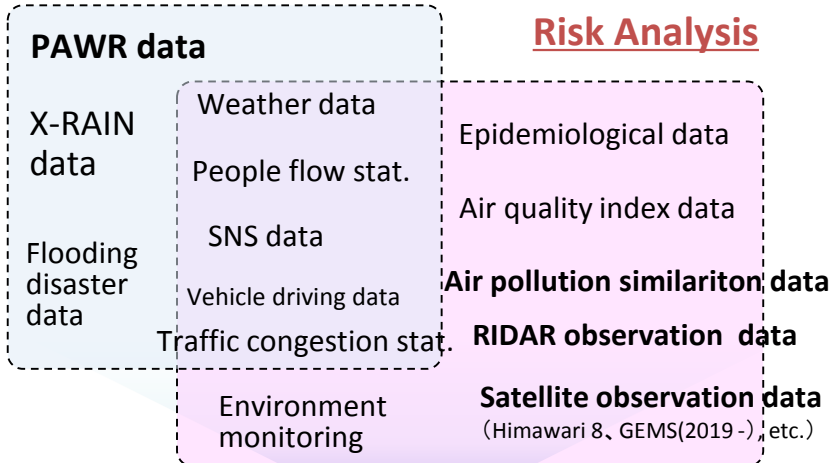 Risk Analysis
PAWR data
X-RAIN
data
Flooding
disaster
data
Weather data
People flow stat.
SNS data
Vehicle driving data
Traffic congestion stat.
Environment
monitoring
Epidemiological data
Air quality index data
Air pollution similariton data
RIDAR observation data
Satellite observation data
（Himawari 8、GEMS(2019 -), etc.）